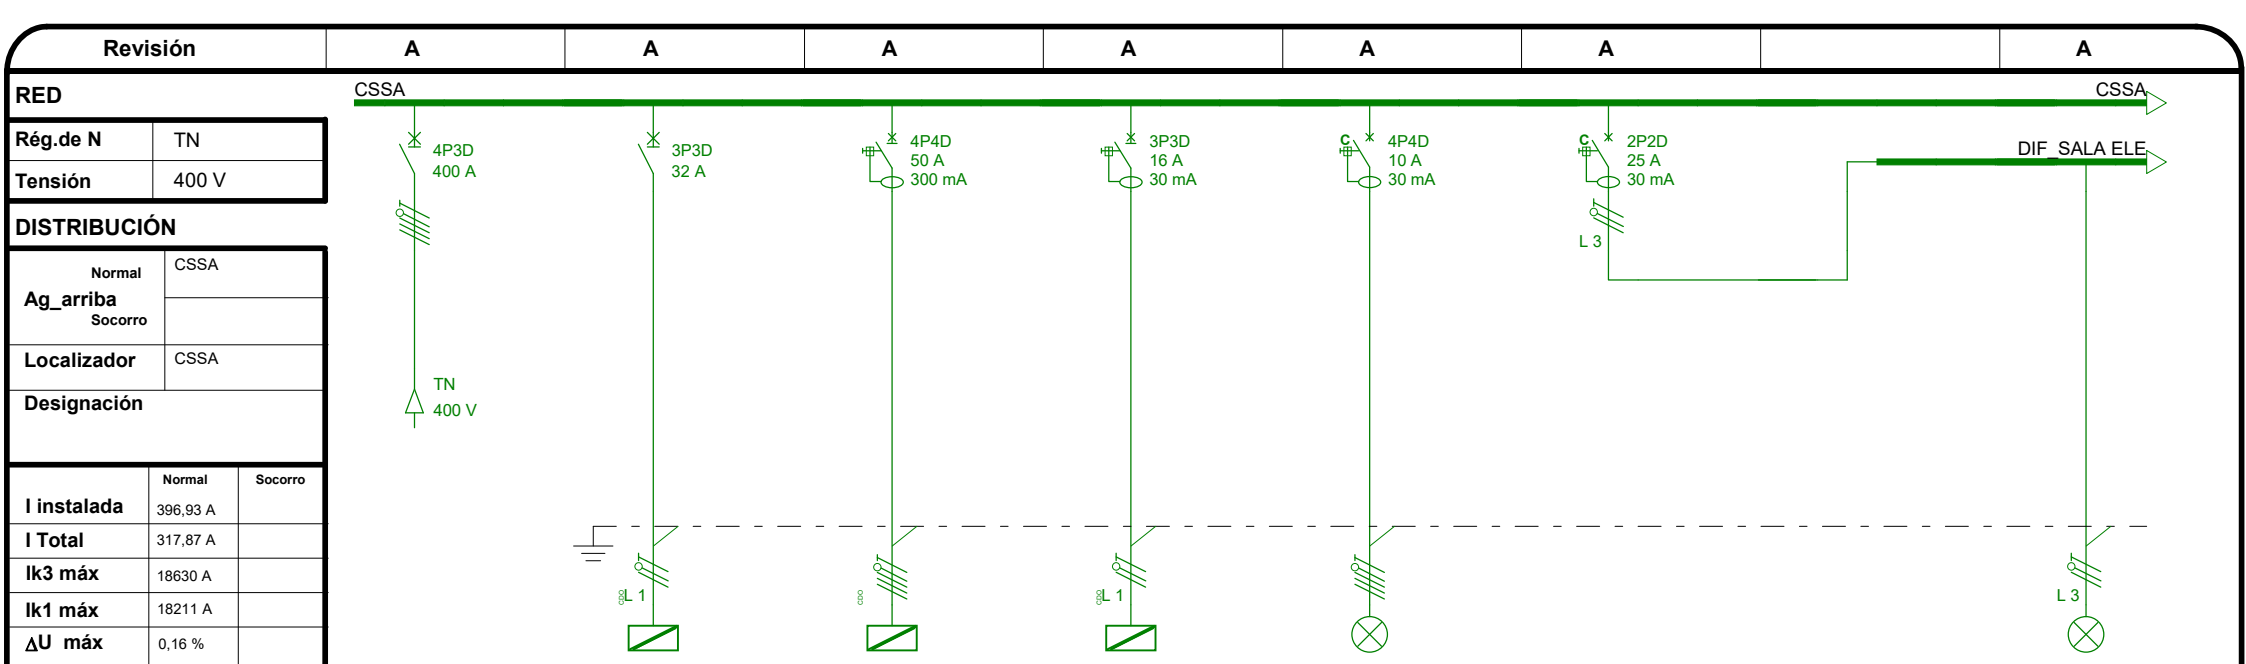 Revisión A A A A A A A
RED
CSSA
CSSA
Rég.de N TN
Tensión 400 V
4P3D
400 A
3P3D
32 A
4P4D
50 A
300 mA
3P3D
16 A
30 mA
C
4P4D
10 A
30 mA
C
2P2D
25 A
30 mA
DIF_SALA ELE
L 3
DISTRIBUCIÓN
Normal CSSA
Ag_arriba
Socorro
Localizador CSSA
Designación
TN
400 V
Normal Socorro
I instalada 396,93 A
I Total 317,87 A
Ik3 máx 18630 A
Ik1 máx 18211 A
ΔU máx 0,16 %
CDO
L 1
CDO
CDO
L 1
L 3